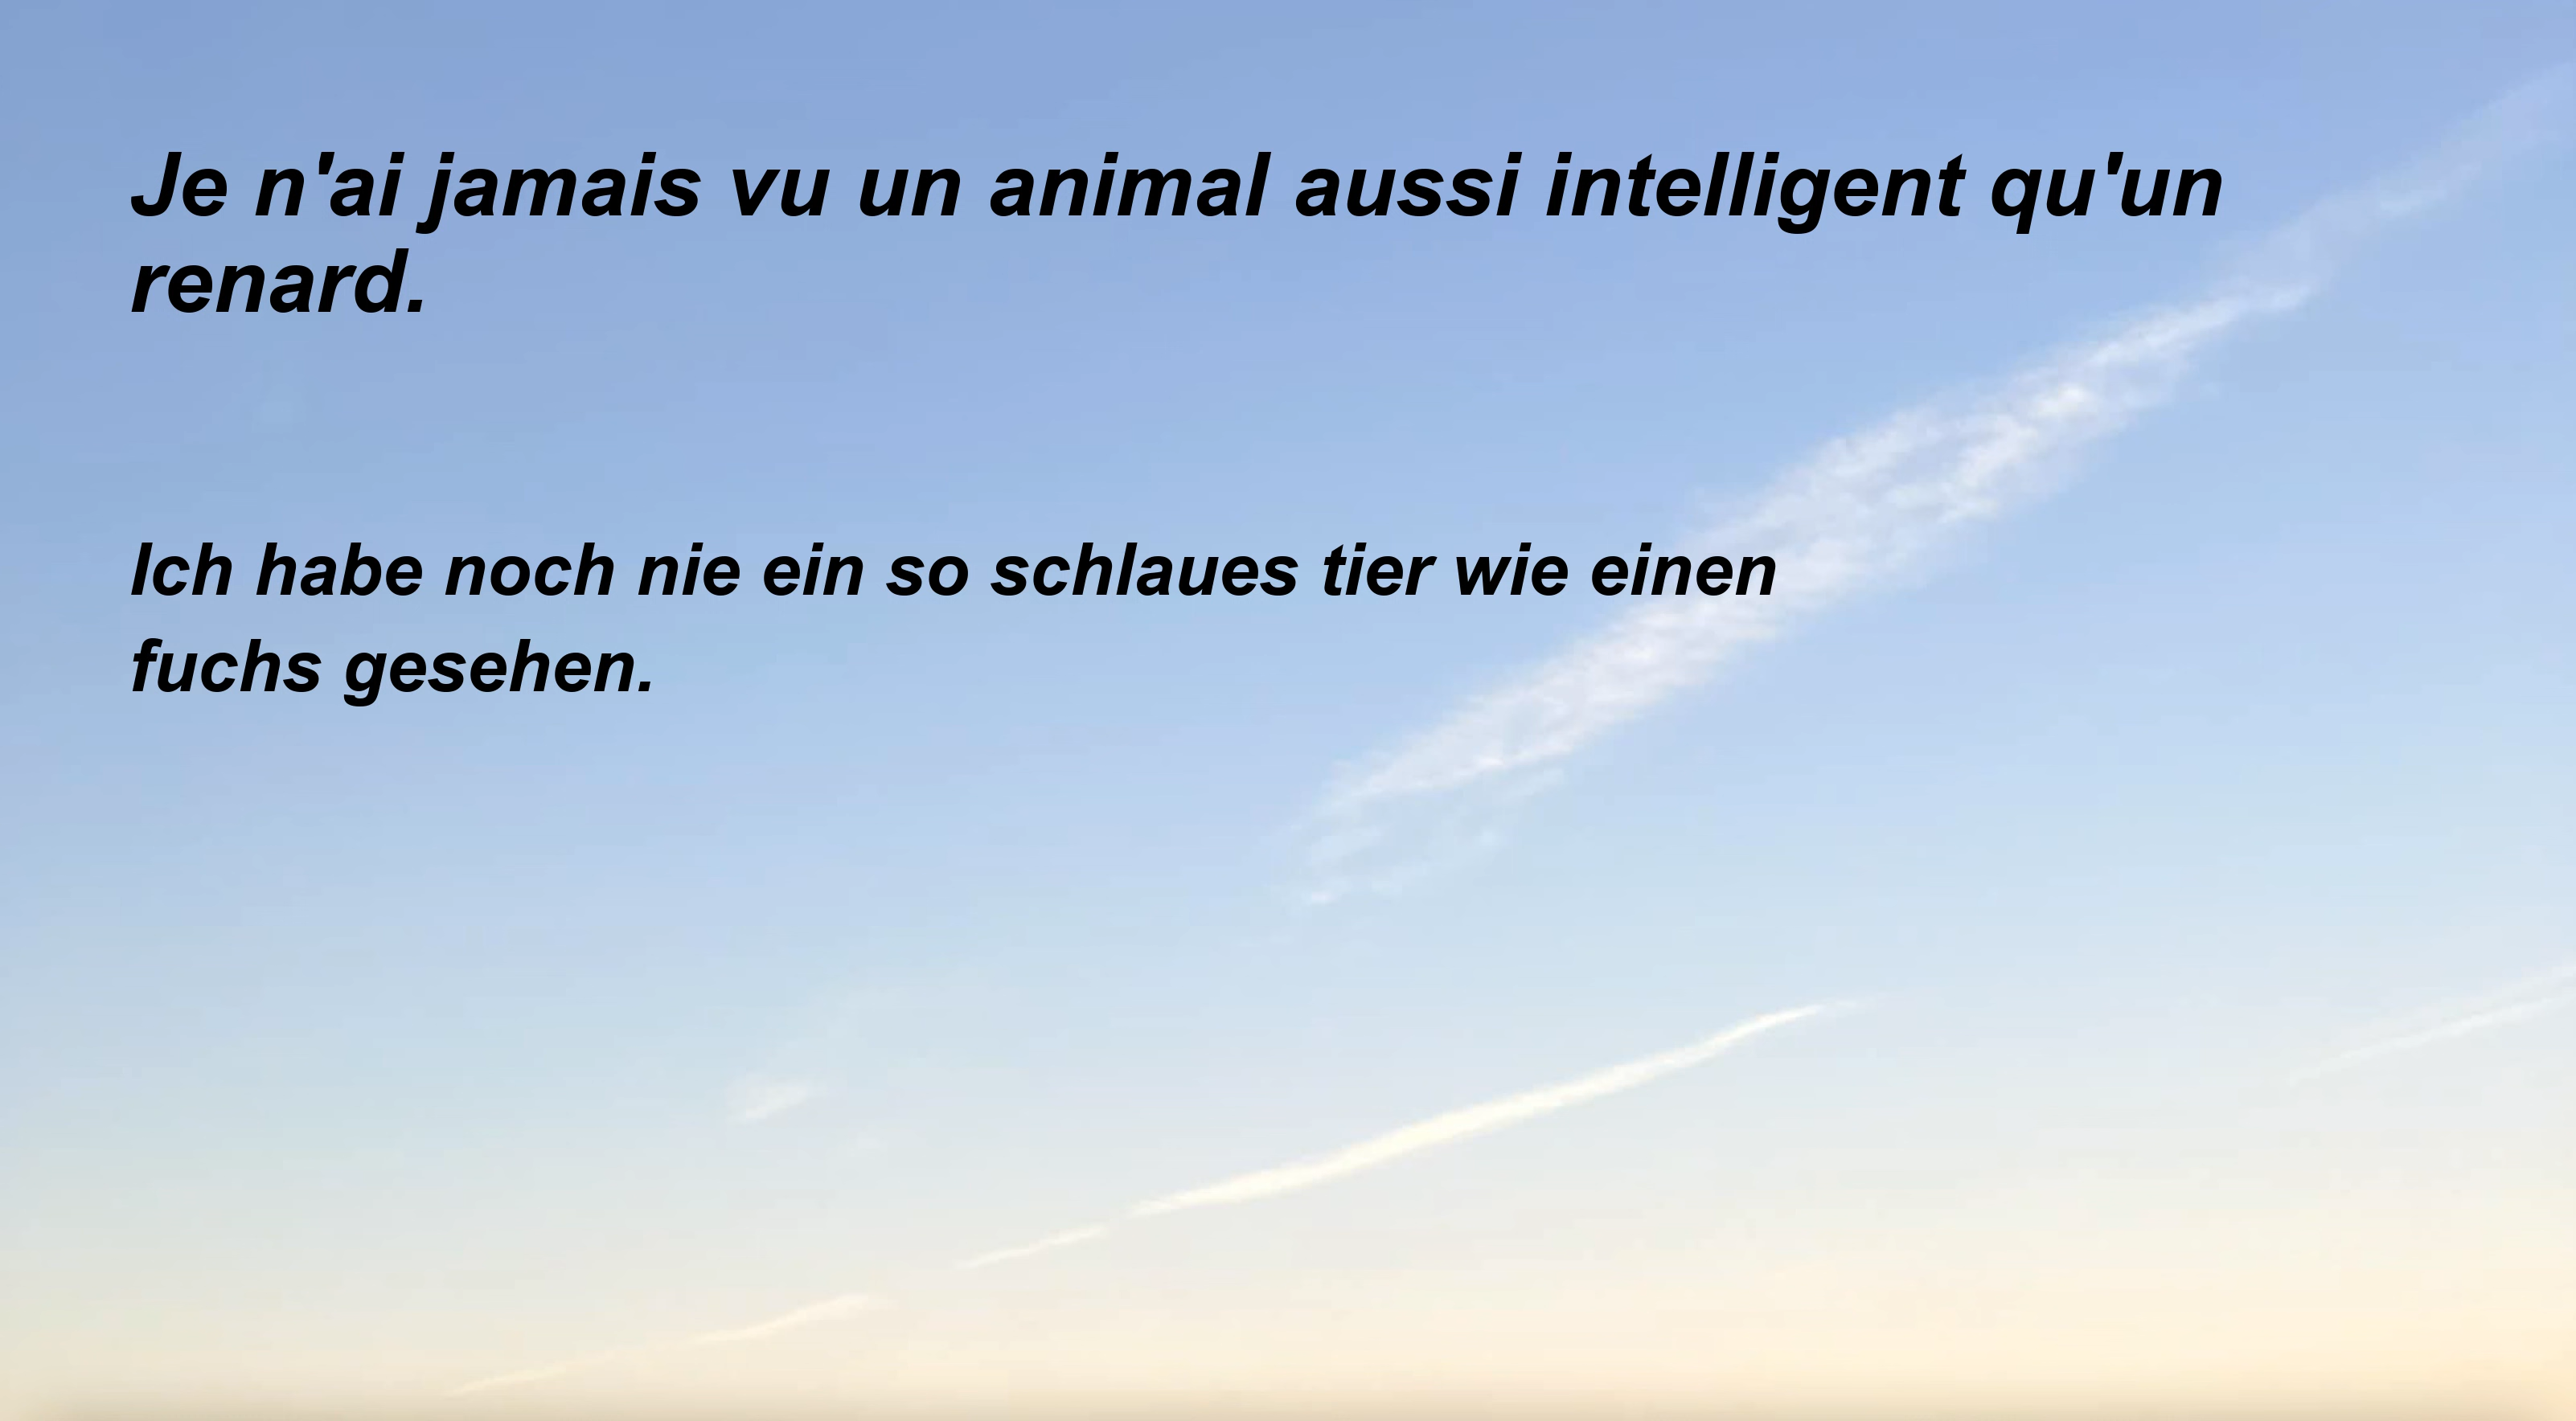 Je n'ai jamais vu un animal aussi intelligent qu'un
renard.
Ich habe noch nie ein so schlaues tier wie einen
fuchs gesehen.